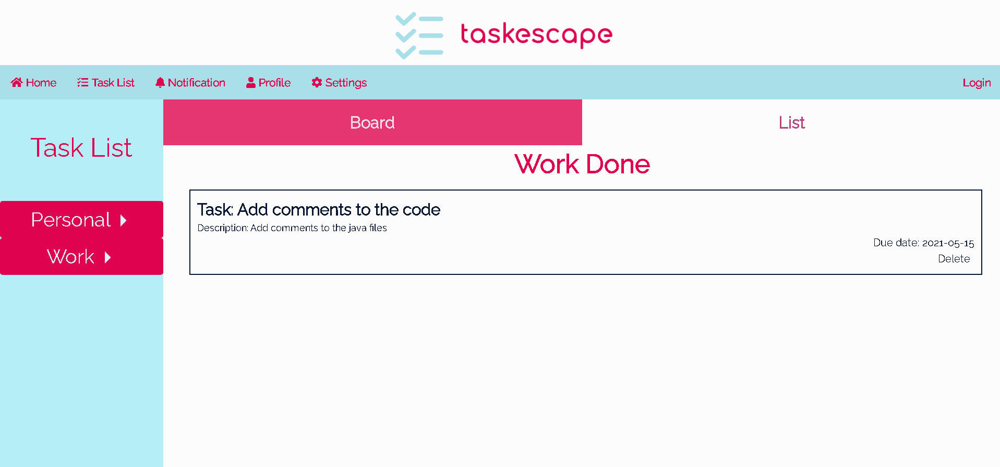 taskescape
Home Task List Notification Profile Settings Login
Task List
Personal
Work
Board List
Work Done
Task: Add comments to the code
Description: Add comments to the java files
Due date: 2021-05-15
Delete